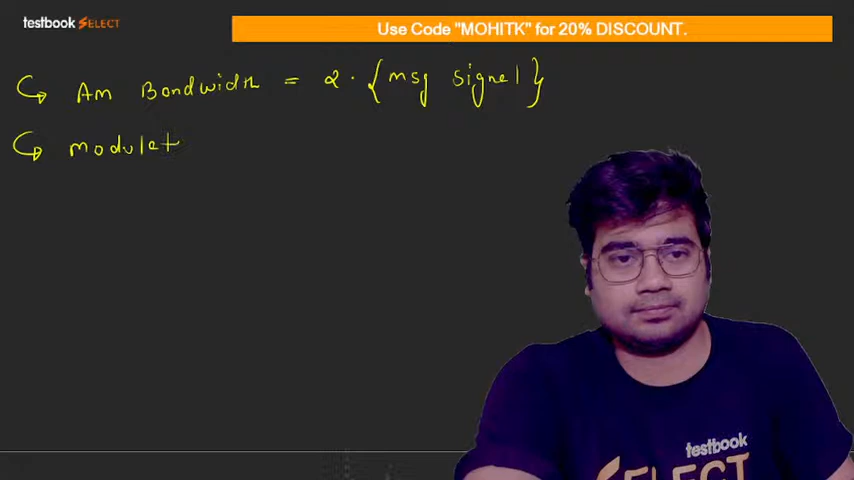 testbook SELECT
Use Code "MOHITK" for 20% DISCOUNT.
↪ Am Bandwidth = 2 · {msg signal}
↪ modulat
testbook
SELECT